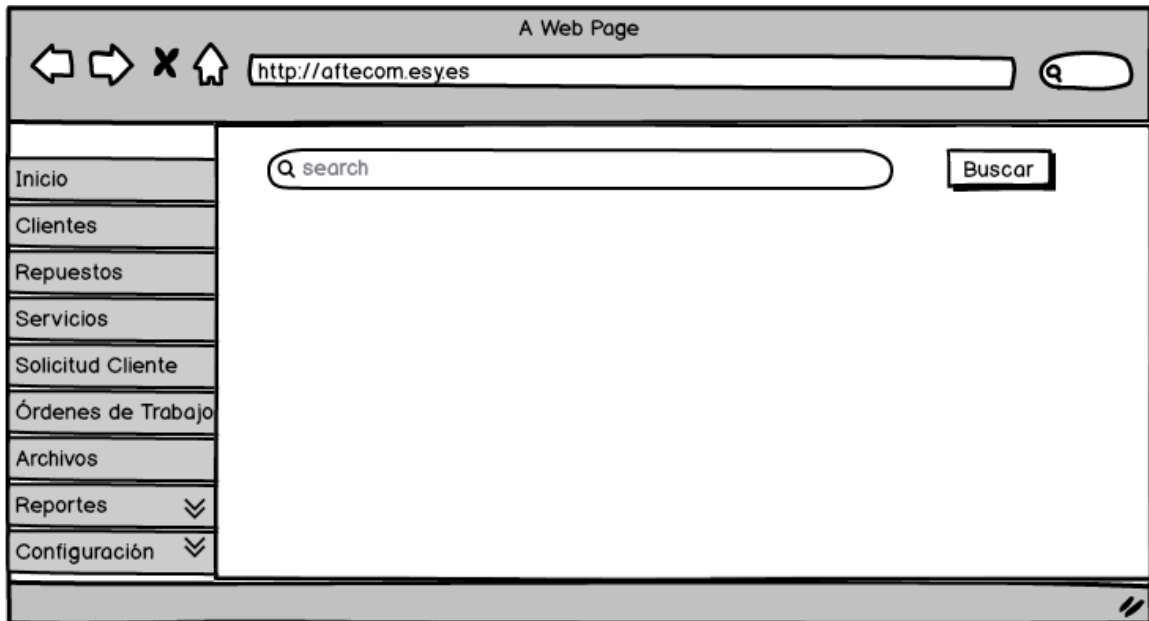 A Web Page
http://aftecom.esy.es
search
Buscar
Inicio
Clientes
Repuestos
Servicios
Solicitud Cliente
Órdenes de Trabajo
Archivos
Reportes
Configuración